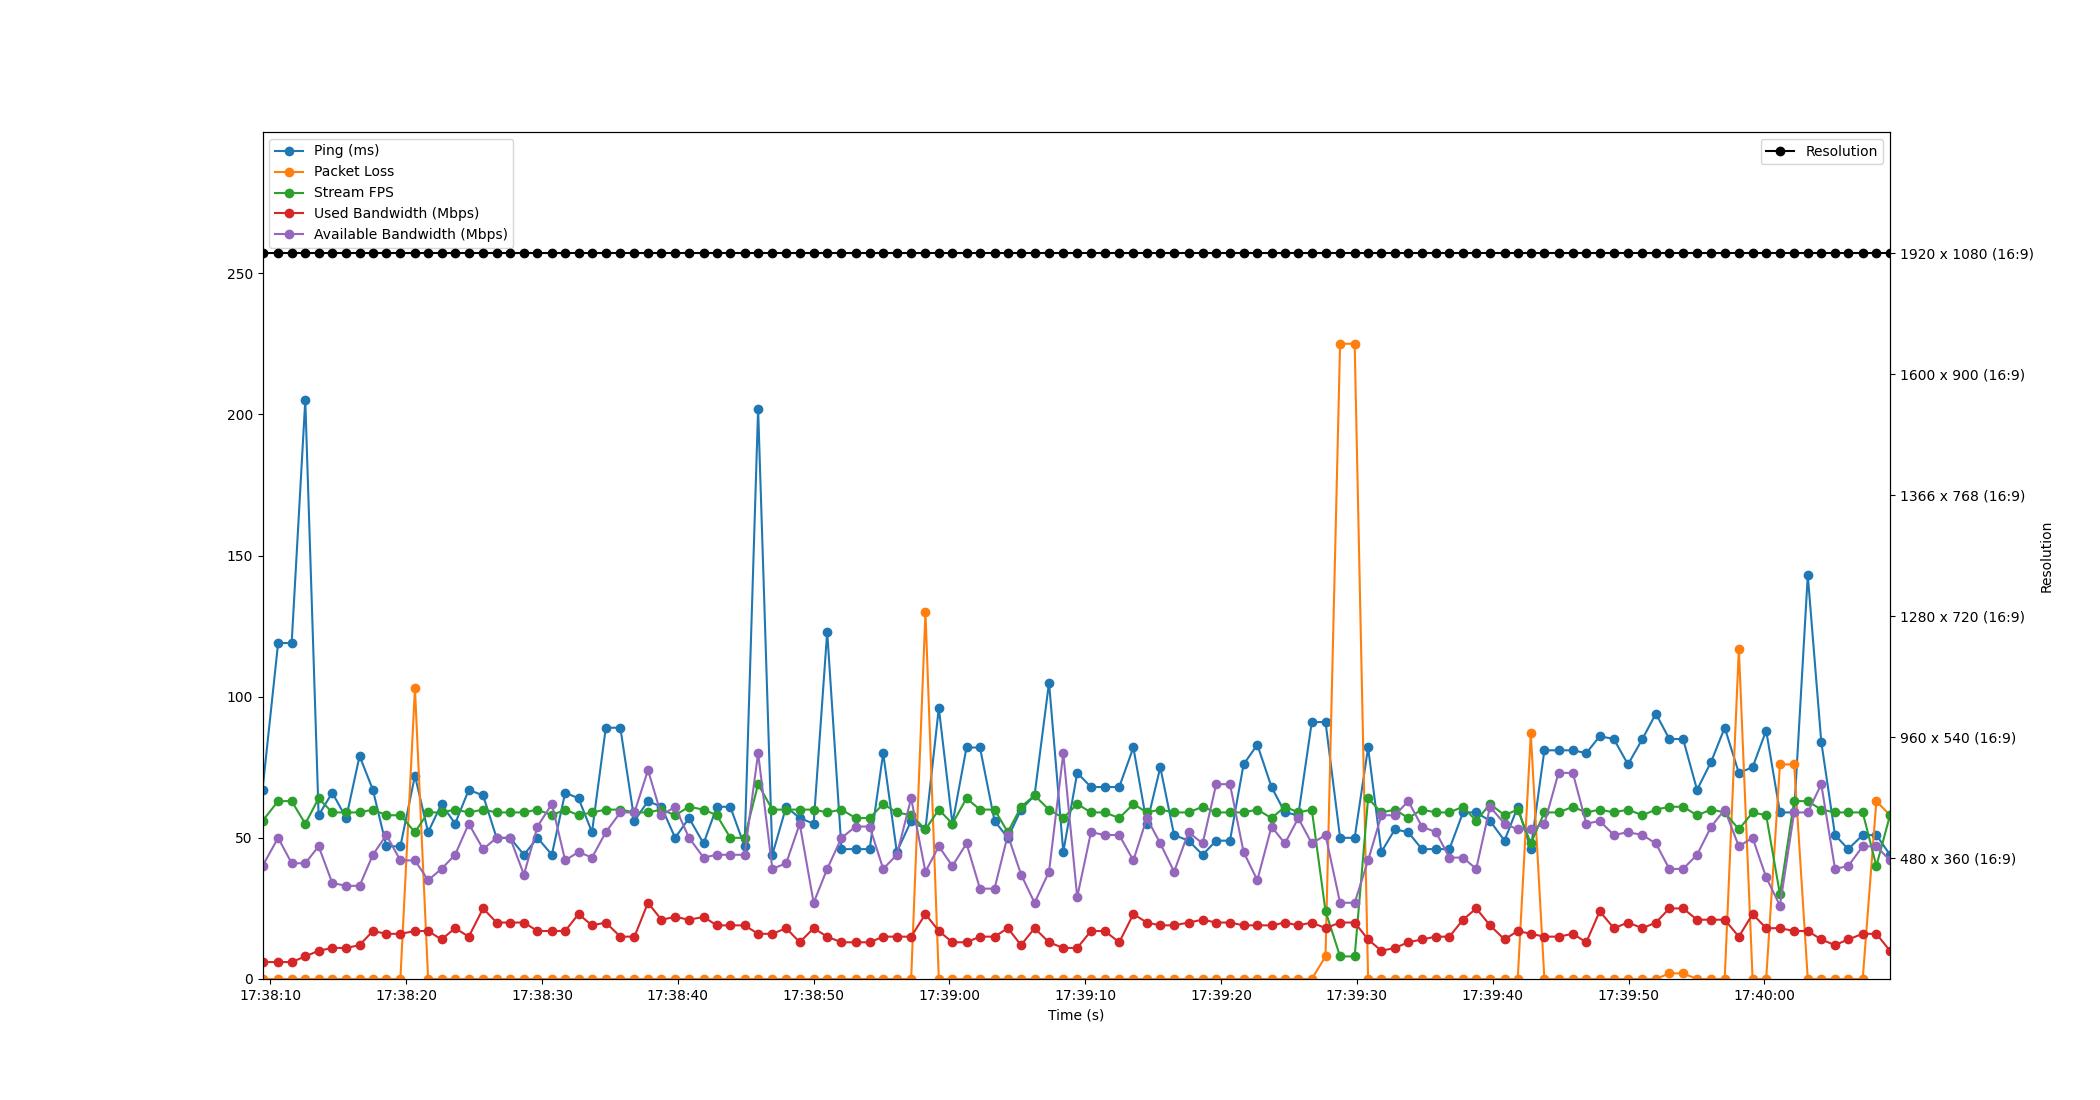 Ping (ms)
Packet Loss
Stream FPS
Used Bandwidth (Mbps)
Available Bandwidth (Mbps)
Resolution
250
200
150
100
50
0
1920 x 1080 (16:9)
1600 x 900 (16:9)
1366 x 768 (16:9)
1280 x 720 (16:9)
960 x 540 (16:9)
480 x 360 (16:9)
Resolution
17:38:10 17:38:20 17:38:30 17:38:40 17:38:50 17:39:00 17:39:10 17:39:20 17:39:30 17:39:40 17:39:50 17:40:00
Time (s)